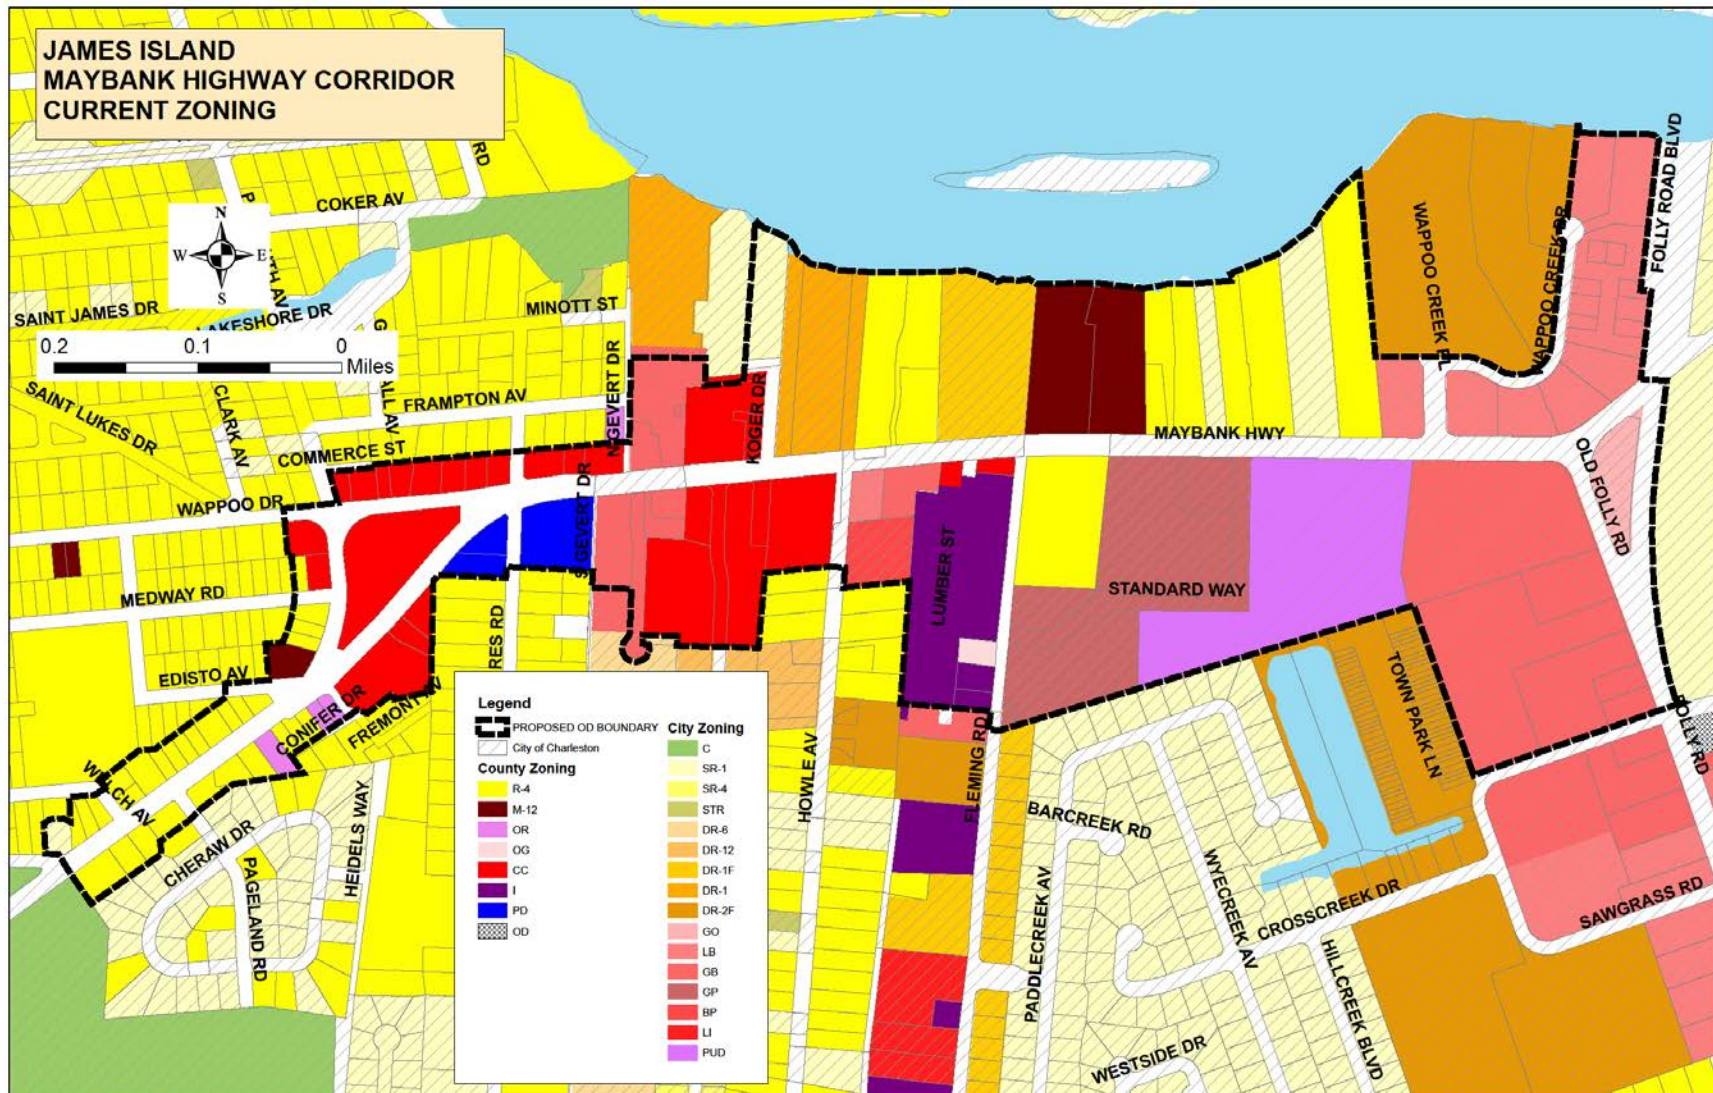 JAMES ISLAND
MAYBANK HIGHWAY CORRIDOR
CURRENT ZONING
RD
FOLLY ROAD BLVD
COKER AV
N
W E
S
WAPPOO CREEK PL
WAPPOO CREEK DR
SAINT JAMES DR
LAKESHORE DR
MINOTT ST
0.2 0.1 0
Miles
N GEVERT DR
SAINT LUKES DR
CLARK AV
FRAMPTON AV
KOGER DR
COMMERCE ST
MAYBANK HWY
WAPPOO DR
S GEVERT DR
OLD FOLLY RD
LUMBER ST
MEDWAY RD
STANDARD WAY
RES RD
EDISTO AV
CONIFER DR
FREMONT AV
TOWN PARK LN
FOLLY RD
WELCH AV
HOWLE AV
FLEMING RD
BARCREEK RD
CHERAW DR
HEIDELS WAY
PAGELAND RD
PADDLECREEK AV
WYECREEK AV
CROSSCREEK DR
SAWGRASS RD
HILLCREEK BLVD
WESTSIDE DR
Legend
PROPOSED OD BOUNDARY
City of Charleston
County Zoning
R-4
M-12
OR
OG
CC
I
PD
OD
City Zoning
C
SR-1
SR-4
STR
DR-6
DR-12
DR-1F
DR-1
DR-2F
GO
LB
GB
GP
BP
LI
PUD